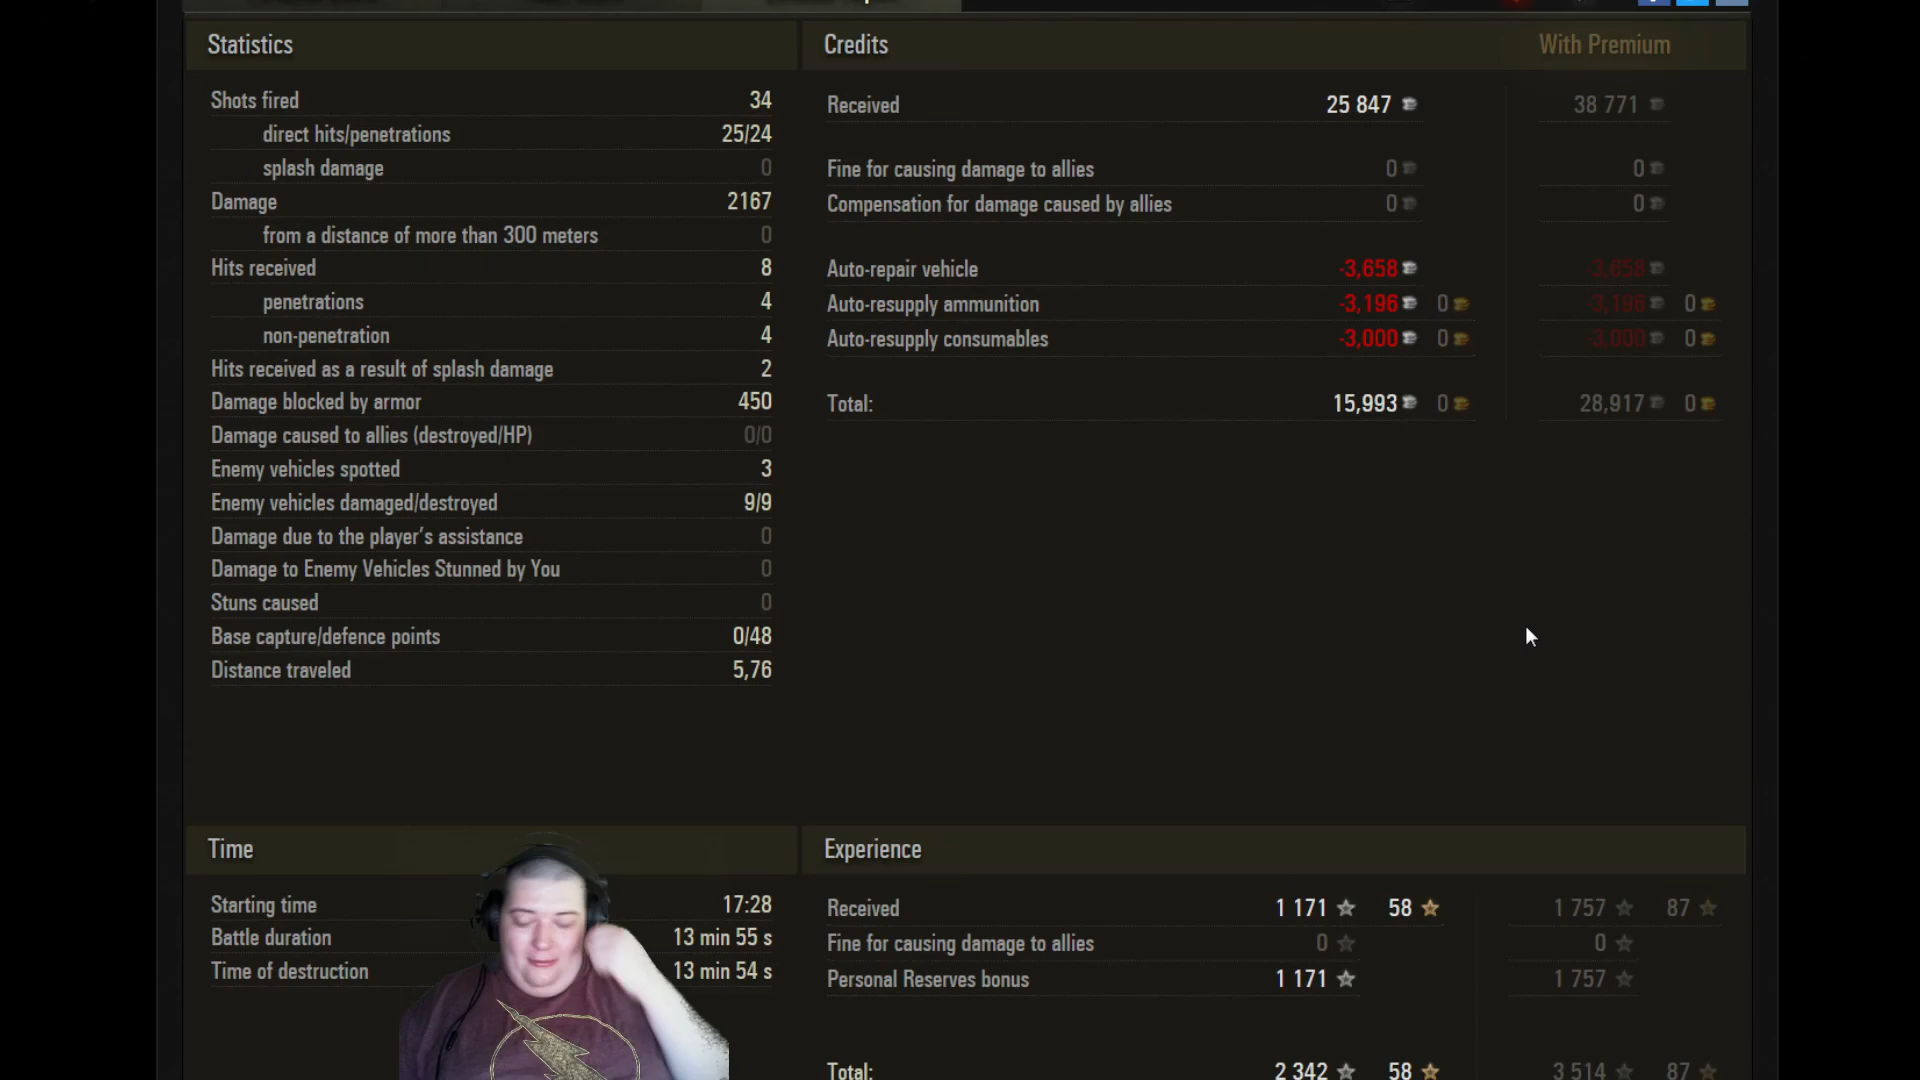 Statistics
Shots fired 34
direct hits/penetrations 25/24
splash damage 0
Damage 2167
from a distance of more than 300 meters 0
Hits received 8
penetrations 4
non-penetration 4
Hits received as a result of splash damage 2
Damage blocked by armor 450
Damage caused to allies (destroyed/HP) 0/0
Enemy vehicles spotted 3
Enemy vehicles damaged/destroyed 9/9
Damage due to the player's assistance 0
Damage to Enemy Vehicles Stunned by You 0
Stuns caused 0
Base capture/defence points 0/48
Distance traveled 5,76
Credits With Premium
Received 25 847 38 771
Fine for causing damage to allies 0 0
Compensation for damage caused by allies 0 0
Auto-repair vehicle -3,658 -3,658
Auto-resupply ammunition -3,196 0 -3,196 0
Auto-resupply consumables -3,000 0 -3,000 0
Total: 15,993 0 28,917 0
Time
Starting time 17:28
Battle duration 13 min 55 s
Time of destruction 13 min 54 s
Experience
Received 1 171 58 1 757 87
Fine for causing damage to allies 0 0
Personal Reserves bonus 1 171 1 757
Total: 2 342 58 3 514 87